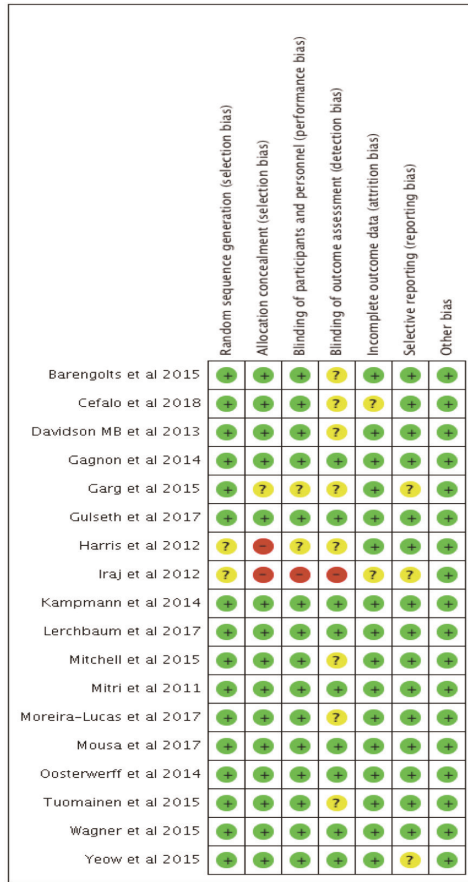 Random sequence generation (selection bias)
Allocation concealment (selection bias)
Blinding of participants and personnel (performance bias)
Blinding of outcome assessment (detection bias)
Incomplete outcome data (attrition bias)
Selective reporting (reporting bias)
Other bias
Barengolts et al 2015 + + + ? + + +
Cefalo et al 2018 + + + ? ? + +
Davidson MB et al 2013 + + + ? + + +
Gagnon et al 2014 + + + + + + +
Garg et al 2015 + ? ? ? + ? +
Gulseth et al 2017 + + + + + + +
Harris et al 2012 ? - ? ? + + +
Iraj et al 2012 ? - - - ? ? +
Kampmann et al 2014 + + + + + + +
Lerchbaum et al 2017 + + + + + + +
Mitchell et al 2015 + + + ? + + +
Mitri et al 2011 + + + + + + +
Moreira-Lucas et al 2017 + + + ? + + +
Mousa et al 2017 + + + + + + +
Oosterwerff et al 2014 + + + + + + +
Tuomainen et al 2015 + + + ? + + +
Wagner et al 2015 + + + + + + +
Yeow et al 2015 + + + + + ? +